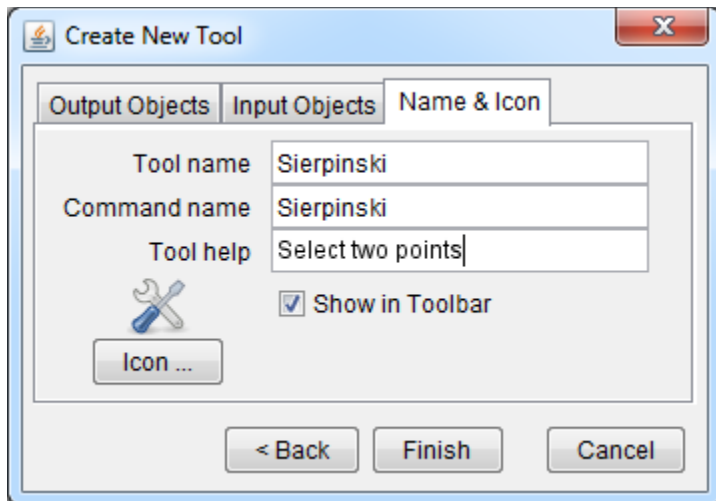 Create New Tool
Output Objects Input Objects Name & Icon
Tool name Sierpinski
Command name Sierpinski
Tool help Select two points
Show in Toolbar
Icon ...
< Back Finish Cancel